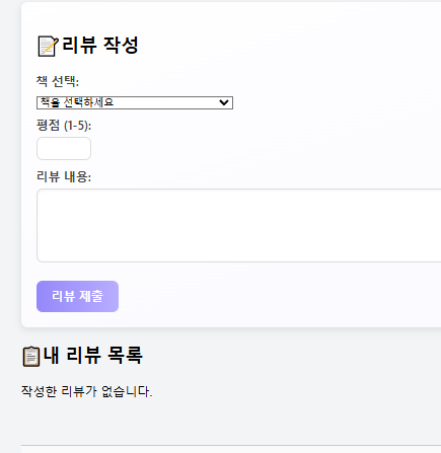 📝리뷰 작성
책 선택:
책을 선택하세요
평점 (1-5):
리뷰 내용:
리뷰 제출
📋내 리뷰 목록
작성한 리뷰가 없습니다.